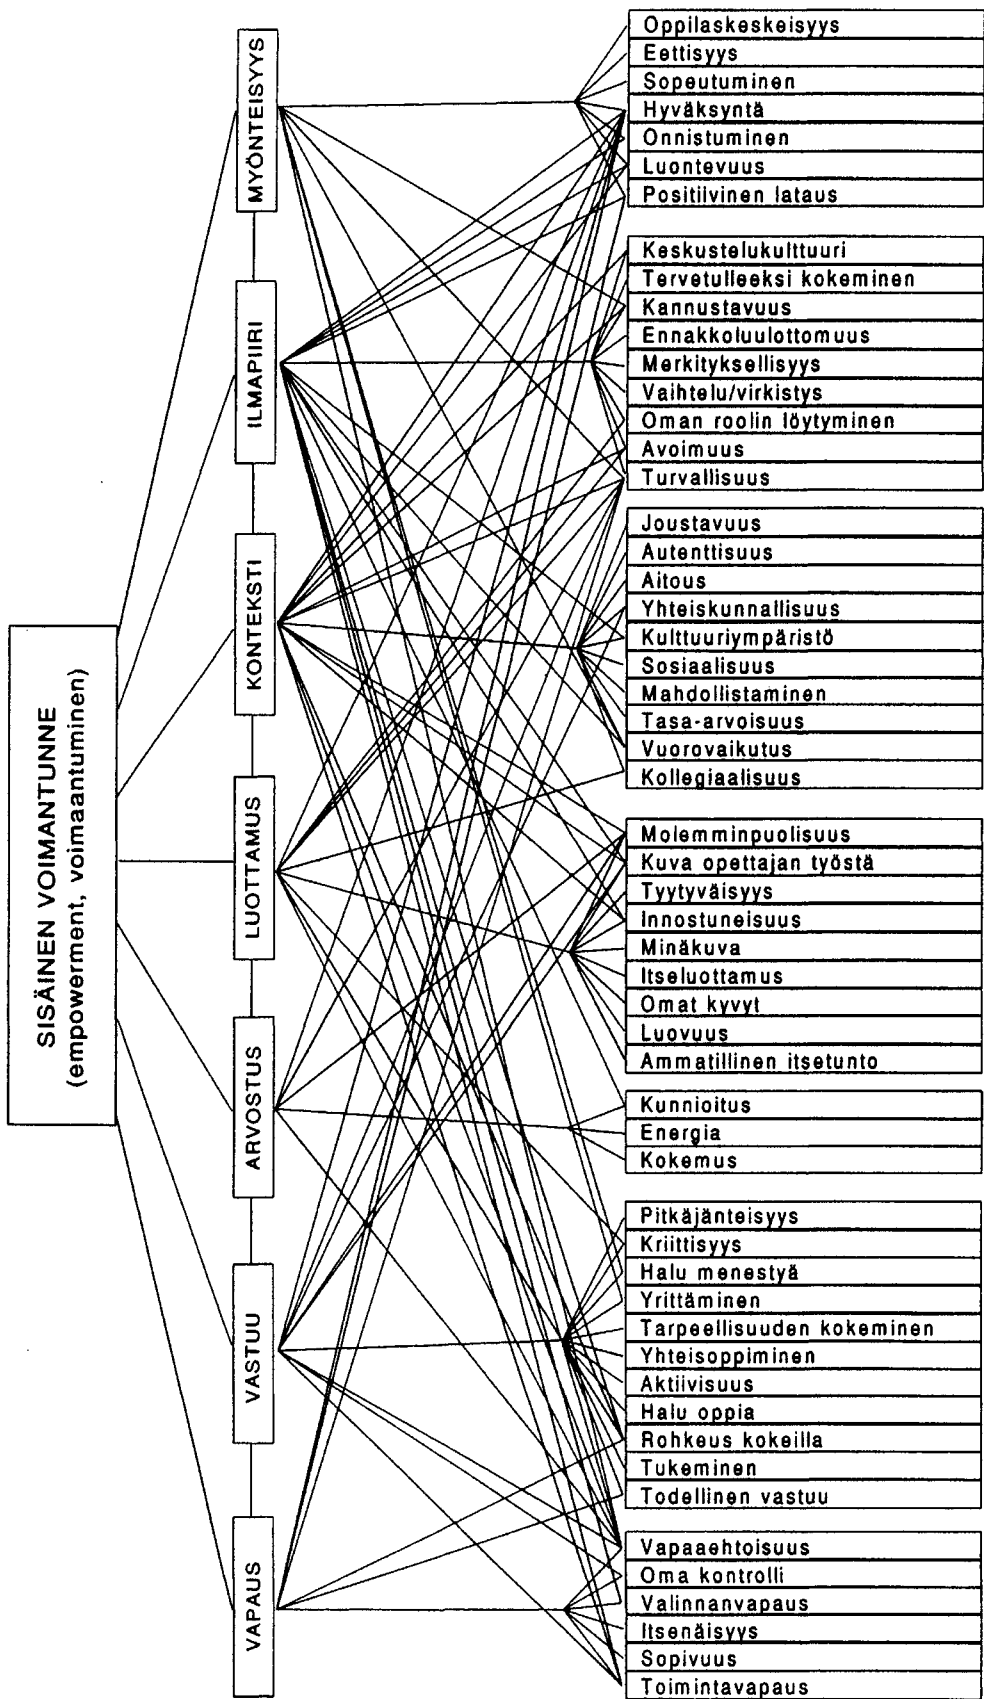 SISÄINEN VOIMANTUNNE
(empowerment, voimaantuminen)
MYÖNTEISYYS
ILMAPIIRI
KONTEKSTI
LUOTTAMUS
ARVOSTUS
VASTUU
VAPAUS
Oppilaskeskeisyys
Eettisyys
Sopeutuminen
Hyväksyntä
Onnistuminen
Luontevuus
Positiivinen lataus
Keskustelukulttuuri
Tervetulleeksi kokeminen
Kannustavuus
Ennakkoluulottomuus
Merkityksellisyys
Vaihtelu/virkistys
Oman roolin löytyminen
Avoimuus
Turvallisuus
Joustavuus
Autenttisuus
Aitous
Yhteiskunnallisuus
Kulttuuriympäristö
Sosiaalisuus
Mahdollistaminen
Tasa-arvoisuus
Vuorovaikutus
Kollegiaalisuus
Molemminpuolisuus
Kuva opettajan työstä
Tyytyväisyys
Innostuneisuus
Minäkuva
Itseluottamus
Omat kyvyt
Luovuus
Ammatillinen itsetunto
Kunnioitus
Energia
Kokemus
Pitkäjänteisyys
Kriittisyys
Halu menestyä
Yrittäminen
Tarpeellisuuden kokeminen
Yhteisoppiminen
Aktiivisuus
Halu oppia
Rohkeus kokeilla
Tukeminen
Todellinen vastuu
Vapaaehtoisuus
Oma kontrolli
Valinnanvapaus
Itsenäisyys
Sopivuus
Toimintavapaus